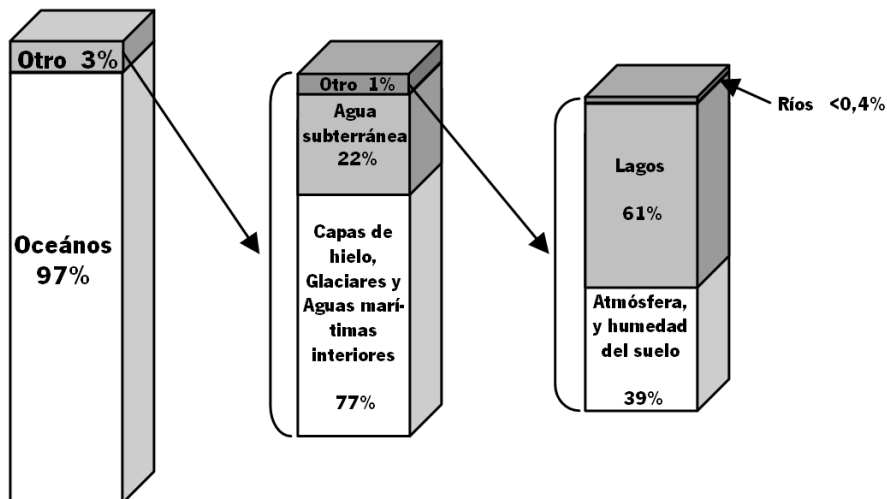 Otro 3%
Oceános
97%
Otro 1%
Agua
subterránea
22%
Capas de
hielo,
Glaciares y
Aguas marí-
timas
interiores
77%
Ríos <0,4%
Lagos
61%
Atmósfera,
y humedad
del suelo
39%